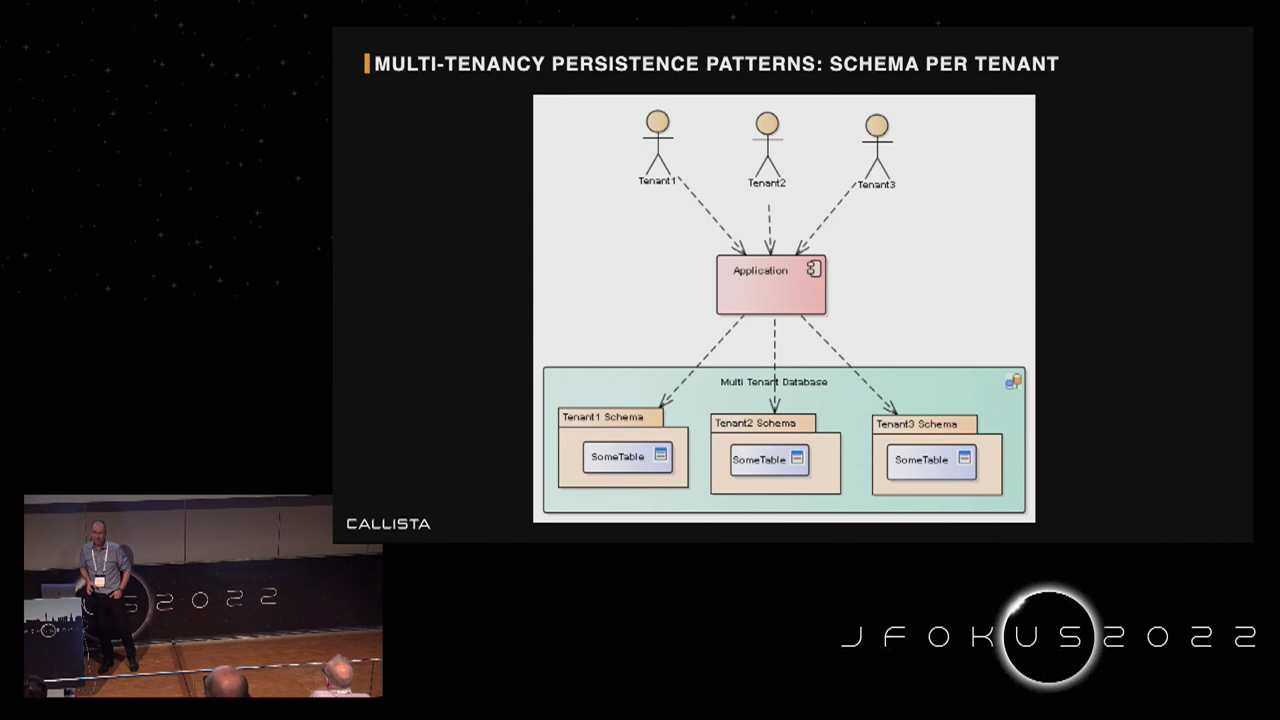 MULTI-TENANCY PERSISTENCE PATTERNS: SCHEMA PER TENANT
Tenant1
Tenant2
Tenant3
Application
Multi Tenant Database
Tenant1 Schema
Tenant2 Schema
Tenant3 Schema
SomeTable
SomeTable
SomeTable
CALLISTA
US2022
JFOKUS2022